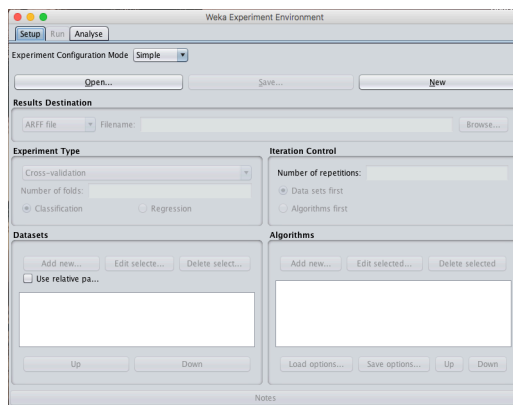 Weka Experiment Environment
Setup Run Analyse
Experiment Configuration Mode Simple
Open... Save... New
Results Destination
ARFF file Filename: Browse...
Experiment Type
Cross-validation
Number of folds:
Classification Regression
Iteration Control
Number of repetitions:
Data sets first
Algorithms first
Datasets
Add new... Edit selecte... Delete select...
Use relative pa...
Up Down
Algorithms
Add new... Edit selected... Delete selected
Load options... Save options... Up Down
Notes